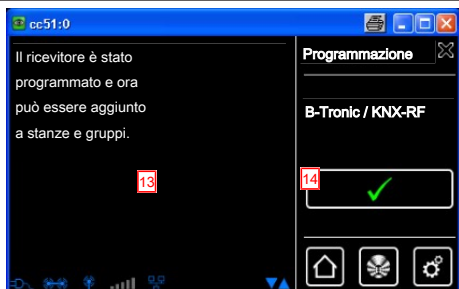 cc51:0
Il ricevitore è stato
programmato e ora
può essere aggiunto
a stanze e gruppi.
13
Programmazione
B-Tronic / KNX-RF
14